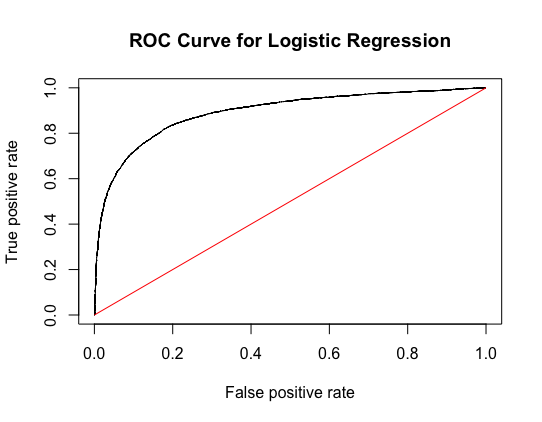 ROC Curve for Logistic Regression
True positive rate
1.0
0.8
0.6
0.4
0.2
0.0
0.0 0.2 0.4 0.6 0.8 1.0
False positive rate